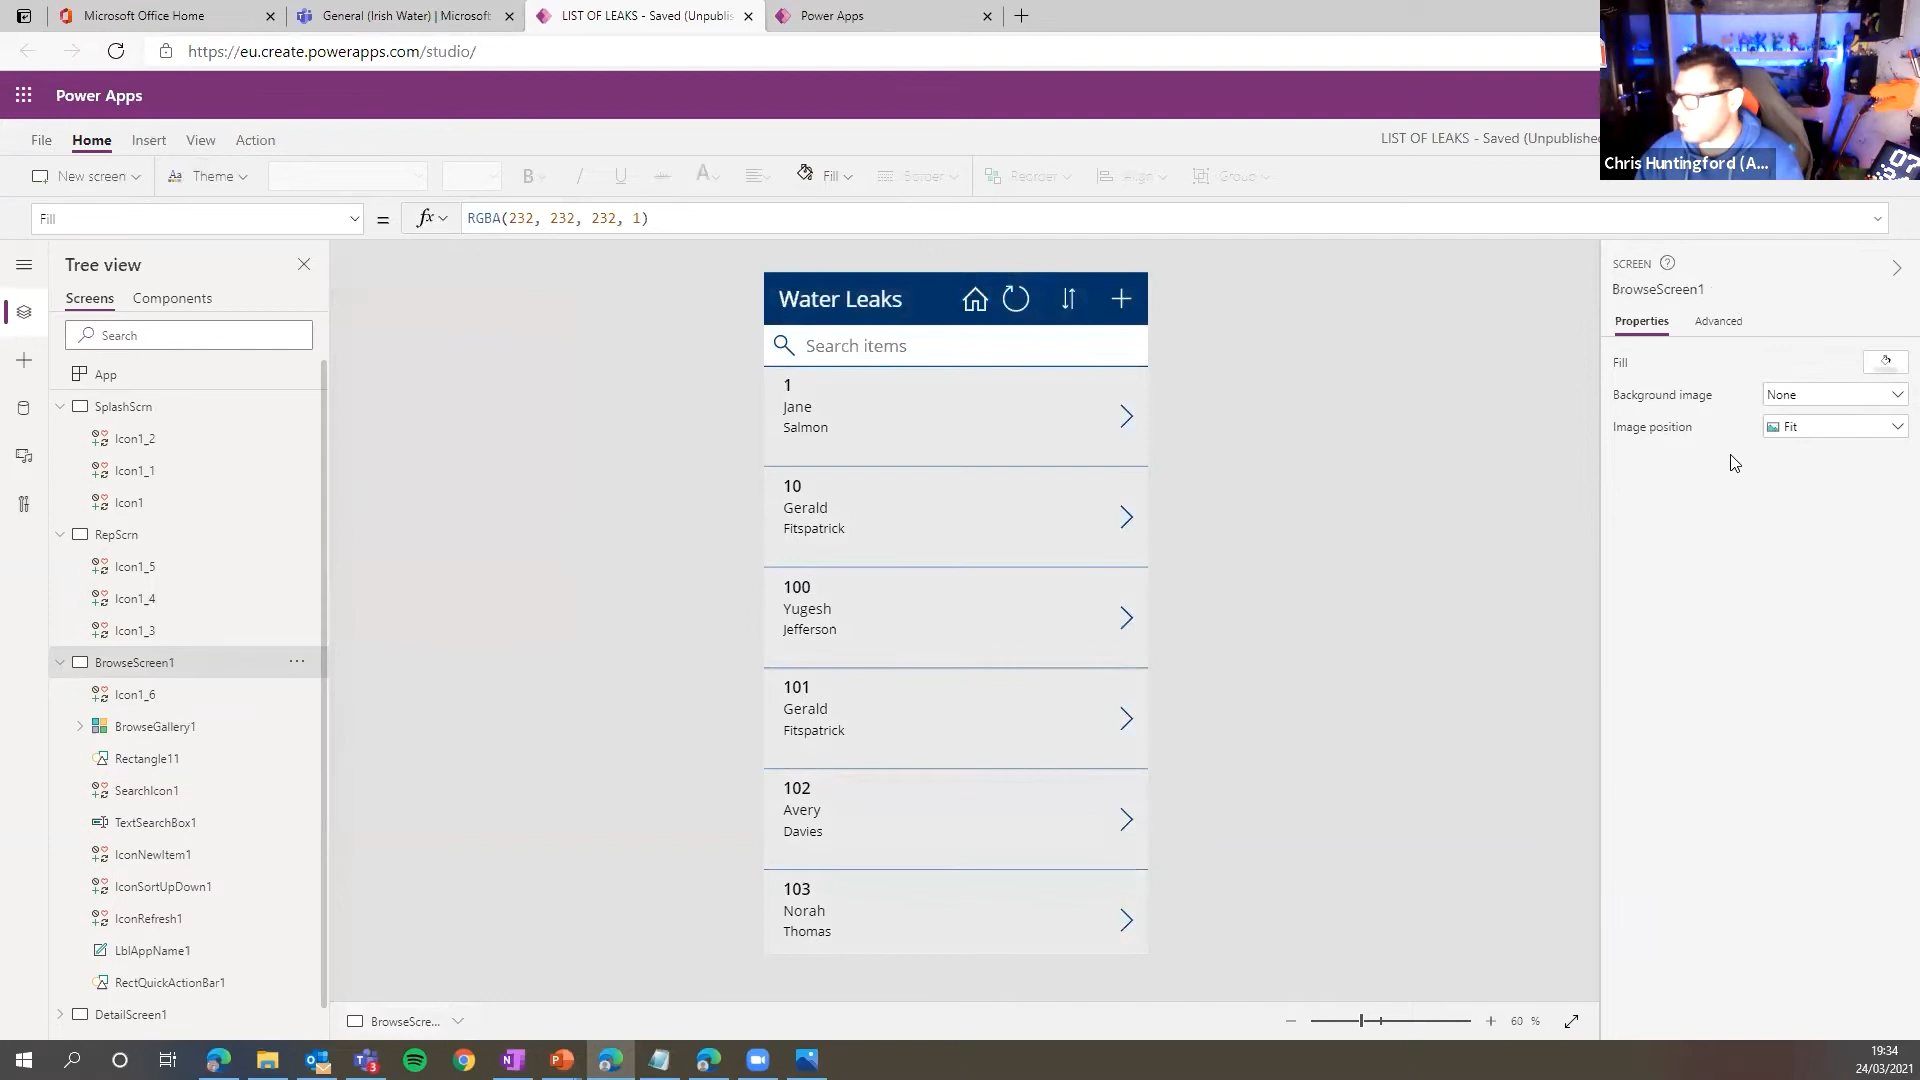 Microsoft Office Home
General (Irish Water) | Microsoft
LIST OF LEAKS - Saved (Unpublis
Power Apps
https://eu.create.powerapps.com/studio/
Power Apps
File
Home
Insert
View
Action
LIST OF LEAKS - Saved (Unpublishe
Chris Huntingford (A...
New screen
Theme
B
Fill
Border
Reorder
Align
Group
Fill
=
fx
RGBA(232, 232, 232, 1)
Tree view
Screens
Components
Search
App
SplashScrn
Icon1_2
Icon1_1
Icon1
RepScrn
Icon1_5
Icon1_4
Icon1_3
BrowseScreen1
Icon1_6
BrowseGallery1
Rectangle11
SearchIcon1
TextSearchBox1
IconNewItem1
IconSortUpDown1
IconRefresh1
LblAppName1
RectQuickActionBar1
DetailScreen1
Water Leaks
Search items
1
Jane
Salmon
10
Gerald
Fitspatrick
100
Yugesh
Jefferson
101
Gerald
Fitspatrick
102
Avery
Davies
103
Norah
Thomas
SCREEN
BrowseScreen1
Properties
Advanced
Fill
Background image
None
Image position
Fit
BrowseScre...
60 %
19:34
24/03/2021